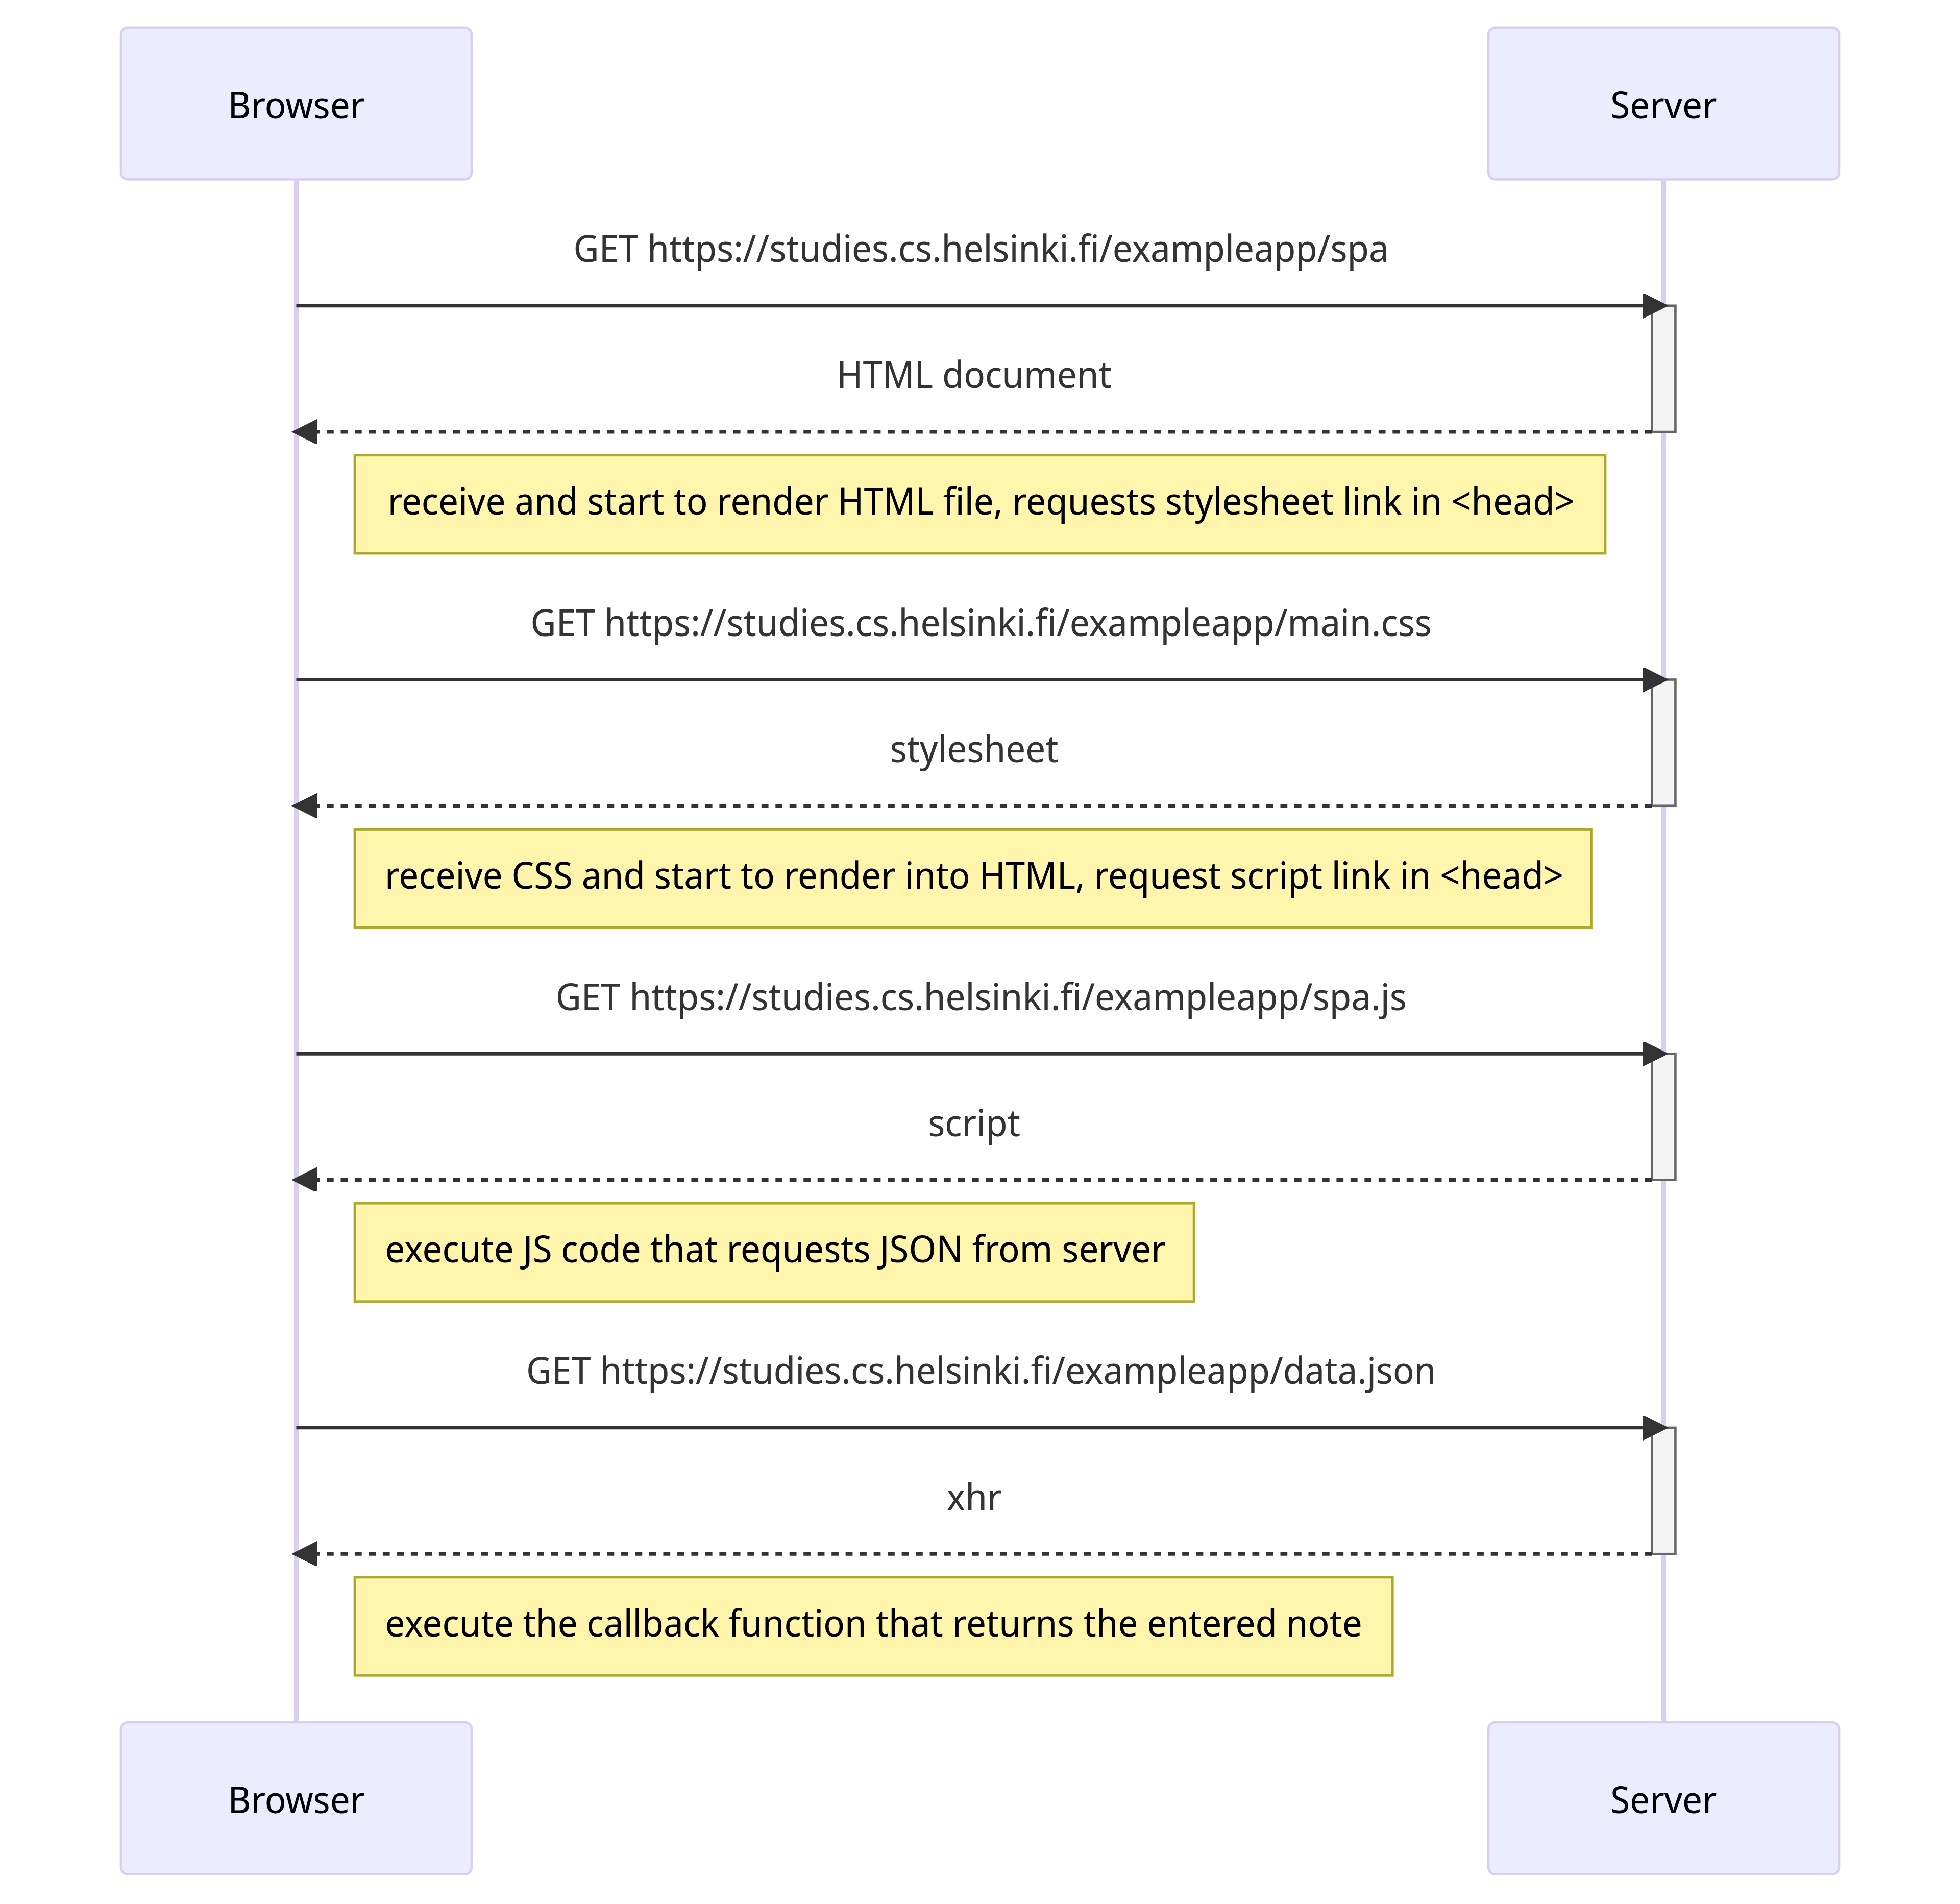 Browser
Server
GET https://studies.cs.helsinki.fi/exampleapp/spa
HTML document
receive and start to render HTML file, requests stylesheet link in <head>
GET https://studies.cs.helsinki.fi/exampleapp/main.css
stylesheet
receive CSS and start to render into HTML, request script link in <head>
GET https://studies.cs.helsinki.fi/exampleapp/spa.js
script
execute JS code that requests JSON from server
GET https://studies.cs.helsinki.fi/exampleapp/data.json
xhr
execute the callback function that returns the entered note
Browser
Server